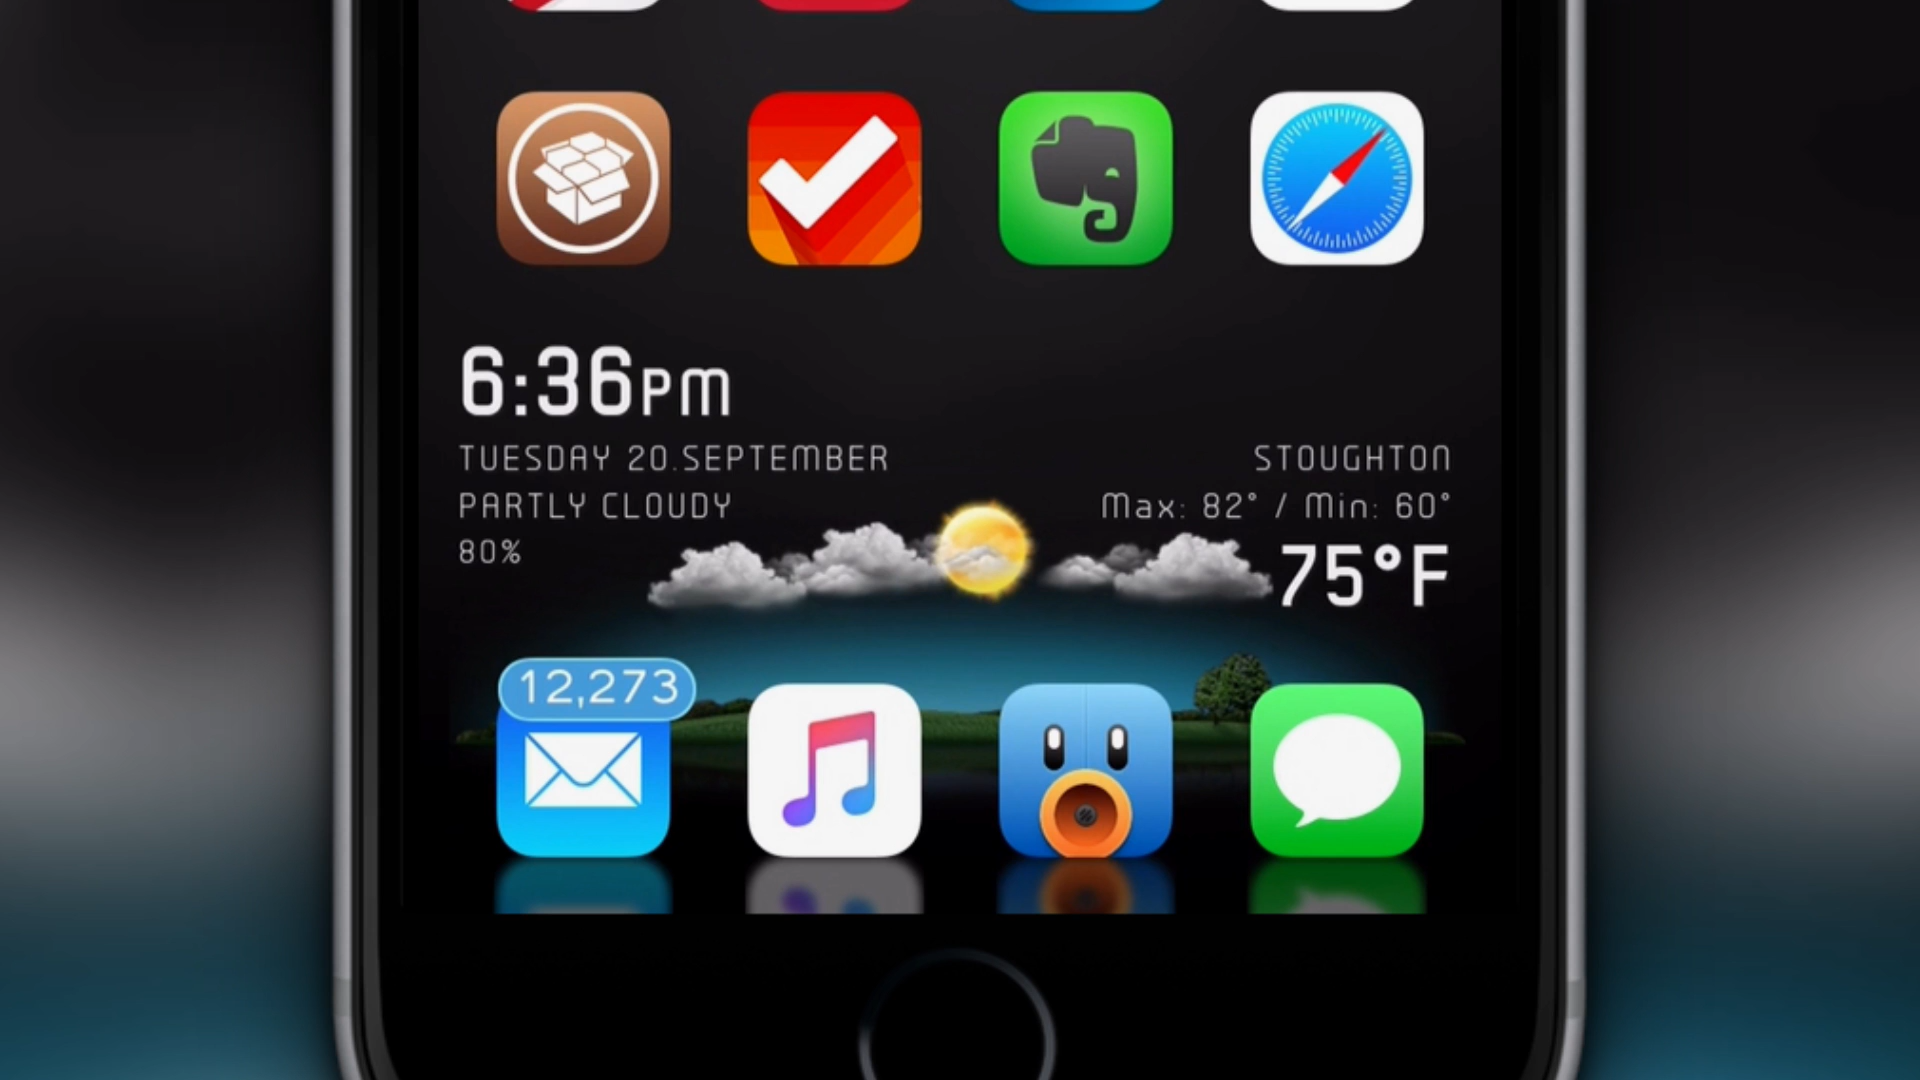 6:36PM
TUESDAY 20.SEPTEMBER
STOUGHTON
PARTLY CLOUDY
Max: 82° / Min: 60°
80%
75°F
12,273